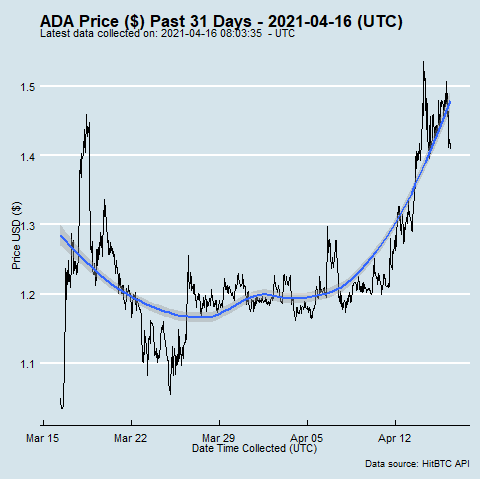 ADA Price ($) Past 31 Days - 2021-04-16 (UTC)
Latest data collected on: 2021-04-16 08:03:35  - UTC
1.5
1.4
1.3
1.2
1.1
Price USD ($)
Mar 15
Mar 22
Mar 29
Apr 05
Apr 12
Date Time Collected (UTC)
Data source: HitBTC API